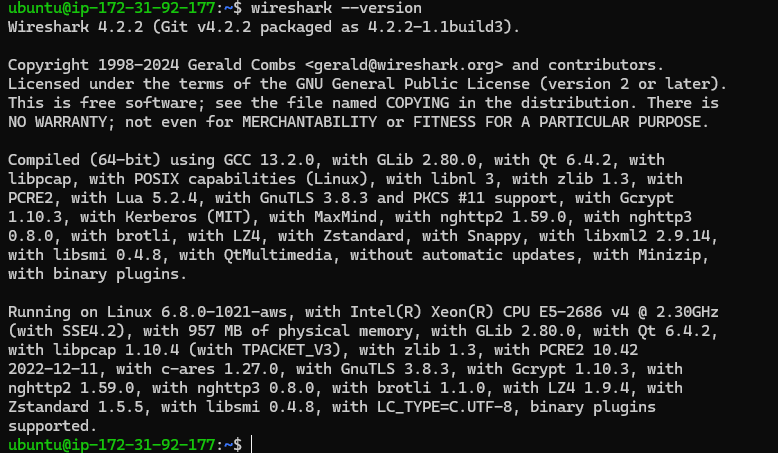 ubuntu@ip-172-31-92-177:~$ wireshark --version
Wireshark 4.2.2 (Git v4.2.2 packaged as 4.2.2-1.1build3).
Copyright 1998-2024 Gerald Combs <gerald@wireshark.org> and contributors.
Licensed under the terms of the GNU General Public License (version 2 or later).
This is free software; see the file named COPYING in the distribution. There is
NO WARRANTY; not even for MERCHANTABILITY or FITNESS FOR A PARTICULAR PURPOSE.
Compiled (64-bit) using GCC 13.2.0, with GLib 2.80.0, with Qt 6.4.2, with
libpcap, with POSIX capabilities (Linux), with libnl 3, with zlib 1.3, with
PCRE2, with Lua 5.2.4, with GnuTLS 3.8.3 and PKCS #11 support, with Gcrypt
1.10.3, with Kerberos (MIT), with MaxMind, with nghttp2 1.59.0, with nghttp3
0.8.0, with brotli, with LZ4, with Zstandard, with Snappy, with libxml2 2.9.14,
with libsmi 0.4.8, with QtMultimedia, without automatic updates, with Minizip,
with binary plugins.
Running on Linux 6.8.0-1021-aws, with Intel(R) Xeon(R) CPU E5-2686 v4 @ 2.30GHz
(with SSE4.2), with 957 MB of physical memory, with GLib 2.80.0, with Qt 6.4.2,
with libpcap 1.10.4 (with TPACKET_V3), with zlib 1.3, with PCRE2 10.42
2022-12-11, with c-ares 1.27.0, with GnuTLS 3.8.3, with Gcrypt 1.10.3, with
nghttp2 1.59.0, with nghttp3 0.8.0, with brotli 1.1.0, with LZ4 1.9.4, with
Zstandard 1.5.5, with libsmi 0.4.8, with LC_TYPE=C.UTF-8, binary plugins
supported.
ubuntu@ip-172-31-92-177:~$